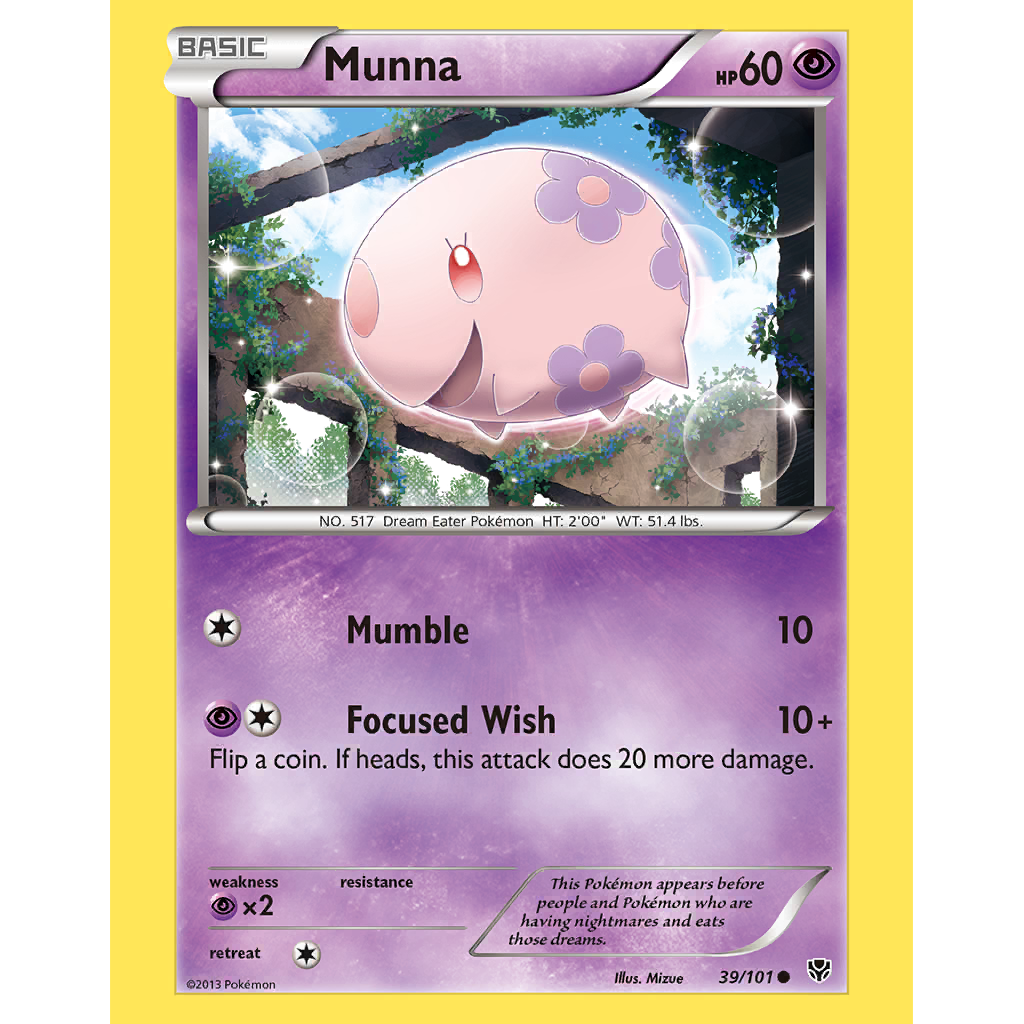 BASIC Munna HP60
NO. 517 Dream Eater Pokémon HT: 2'00" WT: 51.4 lbs.
Mumble 10
Focused Wish 10+
Flip a coin. If heads, this attack does 20 more damage.
weakness resistance
×2
retreat
This Pokémon appears before
people and Pokémon who are
having nightmares and eats
those dreams.
Illus. Mizue 39/101
©2013 Pokémon